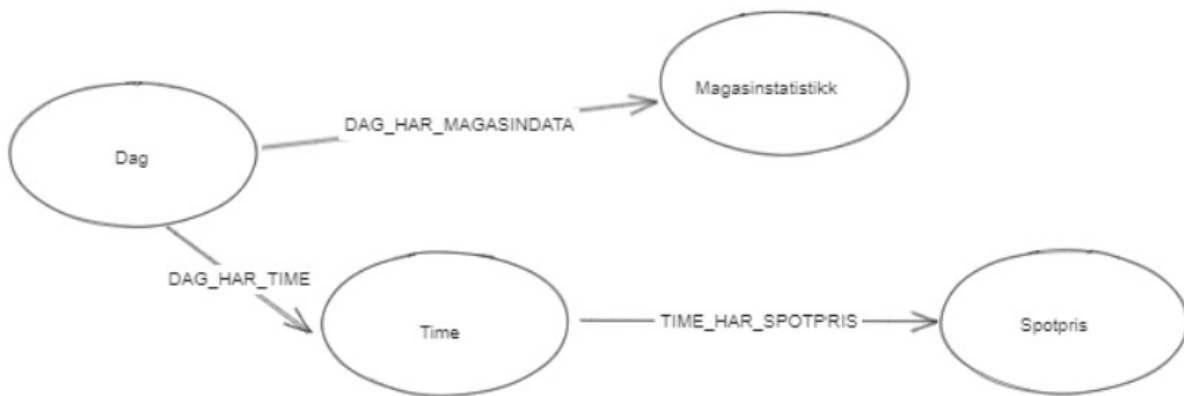 Magasinstatistikk
DAG_HAR_MAGASINDATA
Dag
DAG_HAR_TIME
Time
TIME_HAR_SPOTPRIS
Spotpris